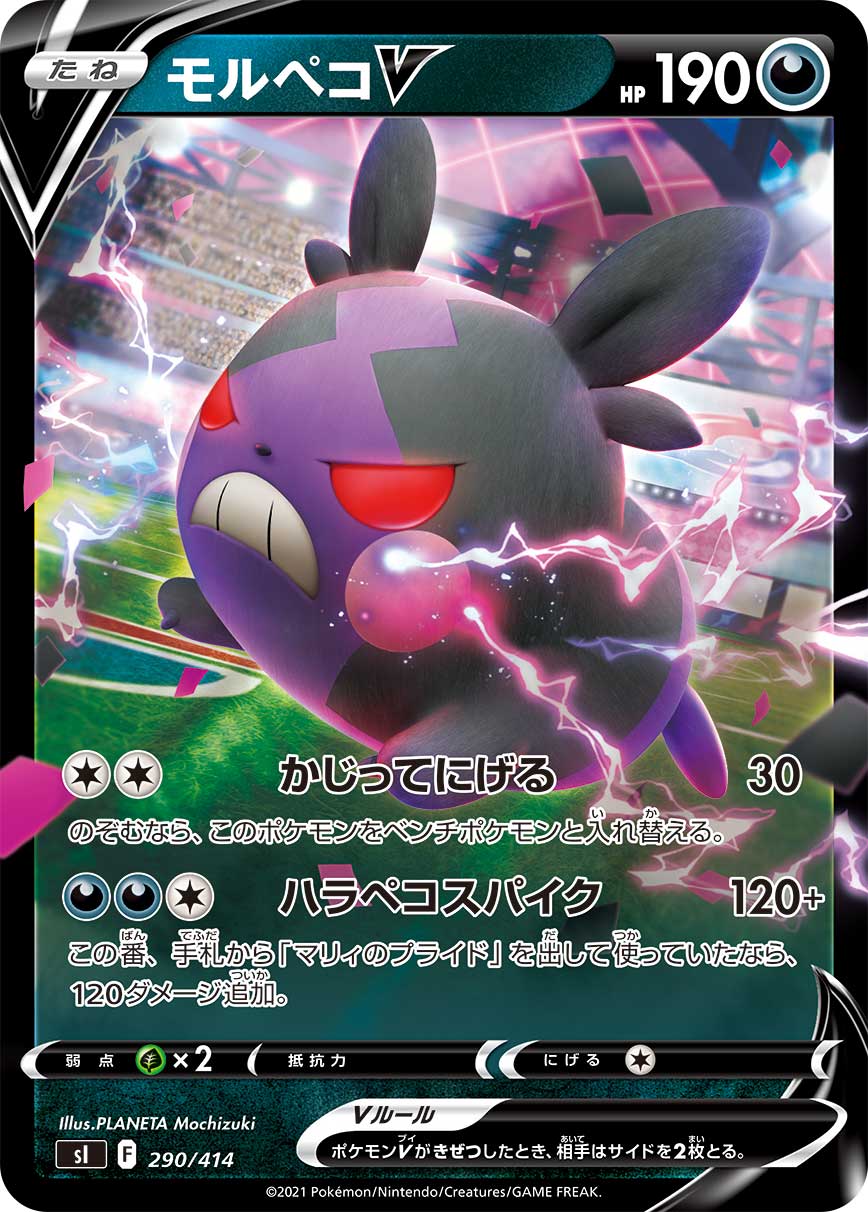 たね モルペコV HP 190
かじってにげる 30
のぞむなら、このポケモンをベンチポケモンと入れ替える。
ハラペコスパイク 120+
この番、手札から「マリィのプライド」を出して使っていたなら、
120ダメージ追加。
弱点 ×2 抵抗力 にげる
Illus.PLANETA Mochizuki
Vルール
ポケモンVがきぜつしたとき、相手はサイドを2枚とる。
sI F 290/414
©2021 Pokémon/Nintendo/Creatures/GAME FREAK.